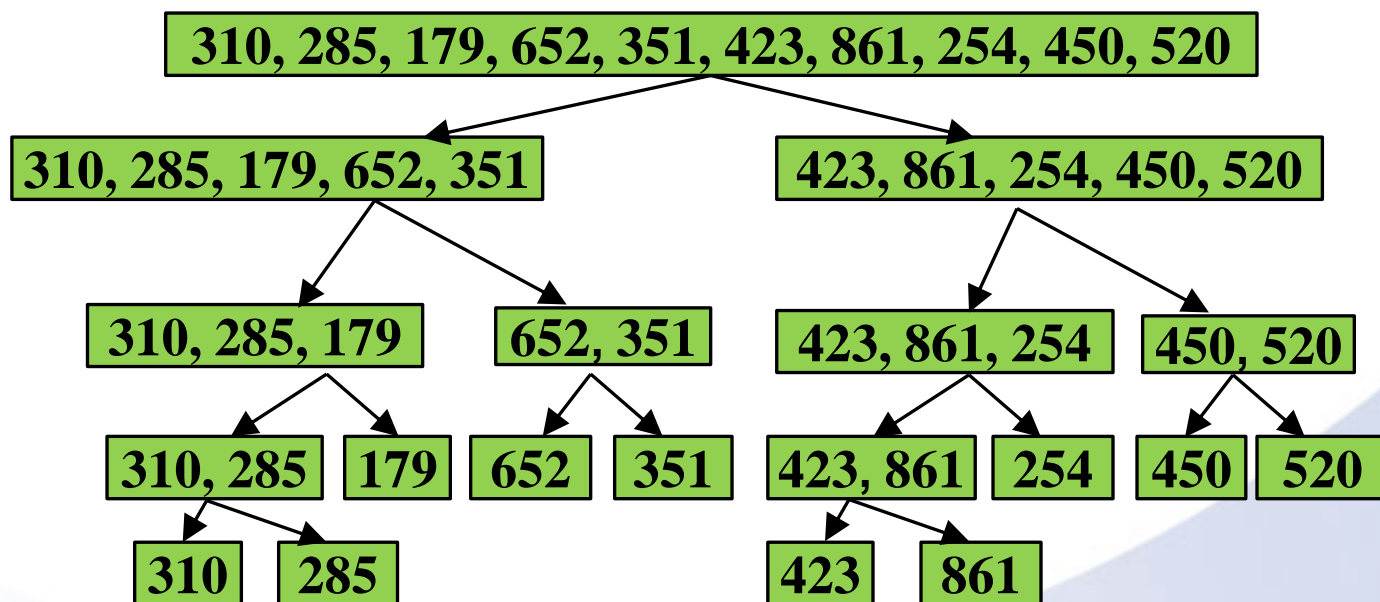 310, 285, 179, 652, 351, 423, 861, 254, 450, 520
310, 285, 179, 652, 351
423, 861, 254, 450, 520
310, 285, 179
652, 351
423, 861, 254
450, 520
310, 285
179
652
351
423, 861
254
450
520
310
285
423
861